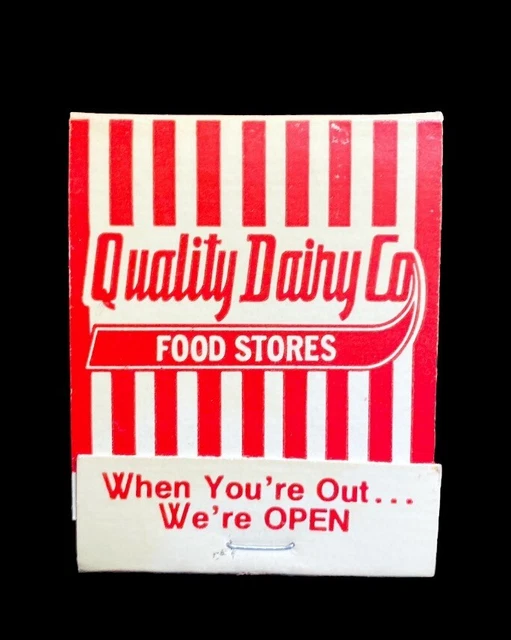 Quality Dairy Co
FOOD STORES
When You're Out...
We're OPEN